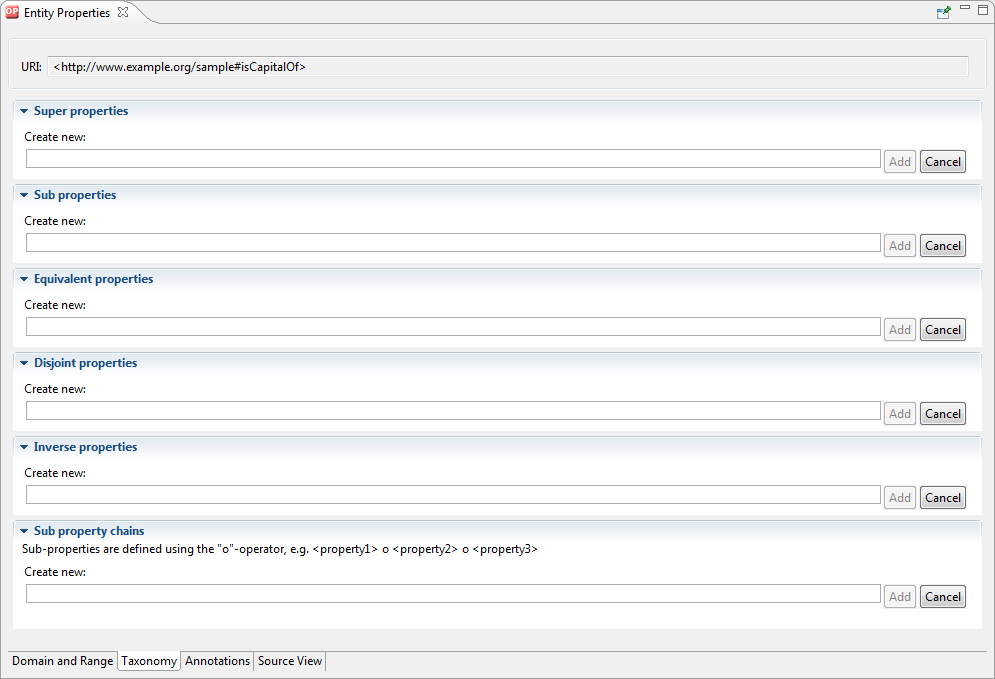 OP Entity Properties
URI: <http://www.example.org/sample#isCapitalOf>
Super properties
Create new:
Add Cancel
Sub properties
Create new:
Add Cancel
Equivalent properties
Create new:
Add Cancel
Disjoint properties
Create new:
Add Cancel
Inverse properties
Create new:
Add Cancel
Sub property chains
Sub-properties are defined using the "o"-operator, e.g. <property1> o <property2> o <property3>
Create new:
Add Cancel
Domain and Range Taxonomy Annotations Source View